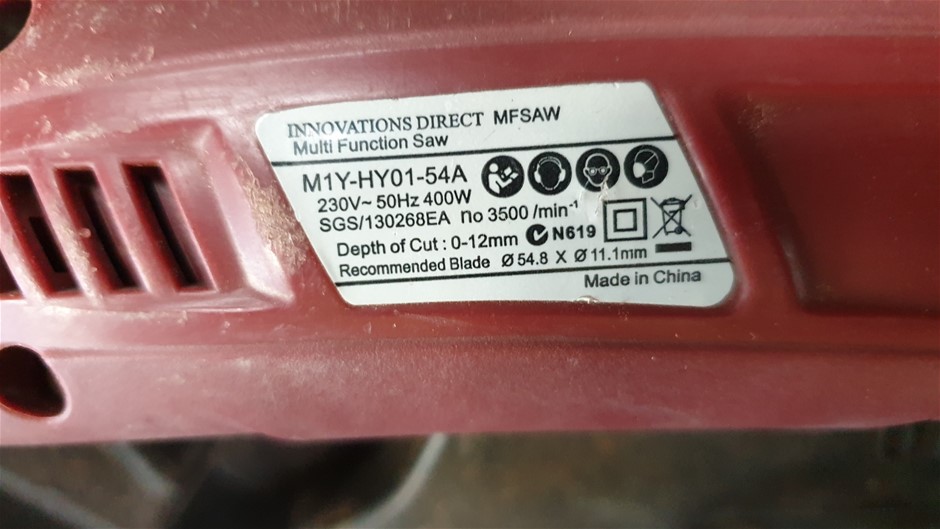 INNOVATIONS DIRECT MFSAW
Multi Function Saw
M1Y-HY01-54A
230V~ 50Hz 400W
SGS/130268EA no 3500 /min⁻¹
Depth of Cut : 0-12mm N619
Recommended Blade Ø 54.8 X Ø 11.1mm
Made in China